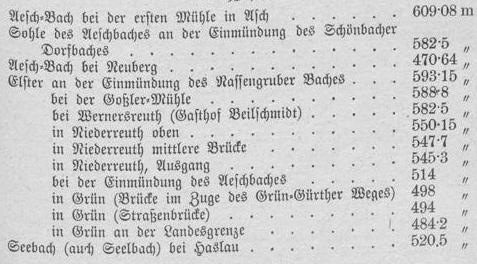 Aesch-Bach bei der ersten Mühle in Asch 609·08 m
Sohle des Aeschbaches an der Einmündung des Schönbacher
Dorfbaches . . . . . . . . . . . . 582·5 „
Aesch-Bach bei Neuberg . . . . . . . . . . 470·64 „
Elster an der Einmündung des Nassengruber Baches . . . 593·15 „
bei der Goßler-Mühle . . . . . . . . 588·8 „
bei Wernersreuth (Gasthof Beilschmidt) . . . . 582·5 „
in Niederreuth oben . . . . . . . . . 550·15 „
in Niederreuth mittlere Brücke . . . . . . 547·7 „
in Niederreuth, Ausgang . . . . . . . . 545·3 „
bei der Einmündung des Aeschbaches . . . . . 514 „
in Grün (Brücke im Zuge des Grün-Gürther Weges) 498 „
in Grün (Straßenbrücke) . . . . . . . . 494 „
in Grün an der Landesgrenze . . . . . . . 484·2 „
Seebach (auch Seelbach) bei Haslau . . . . . . . 520,5 „